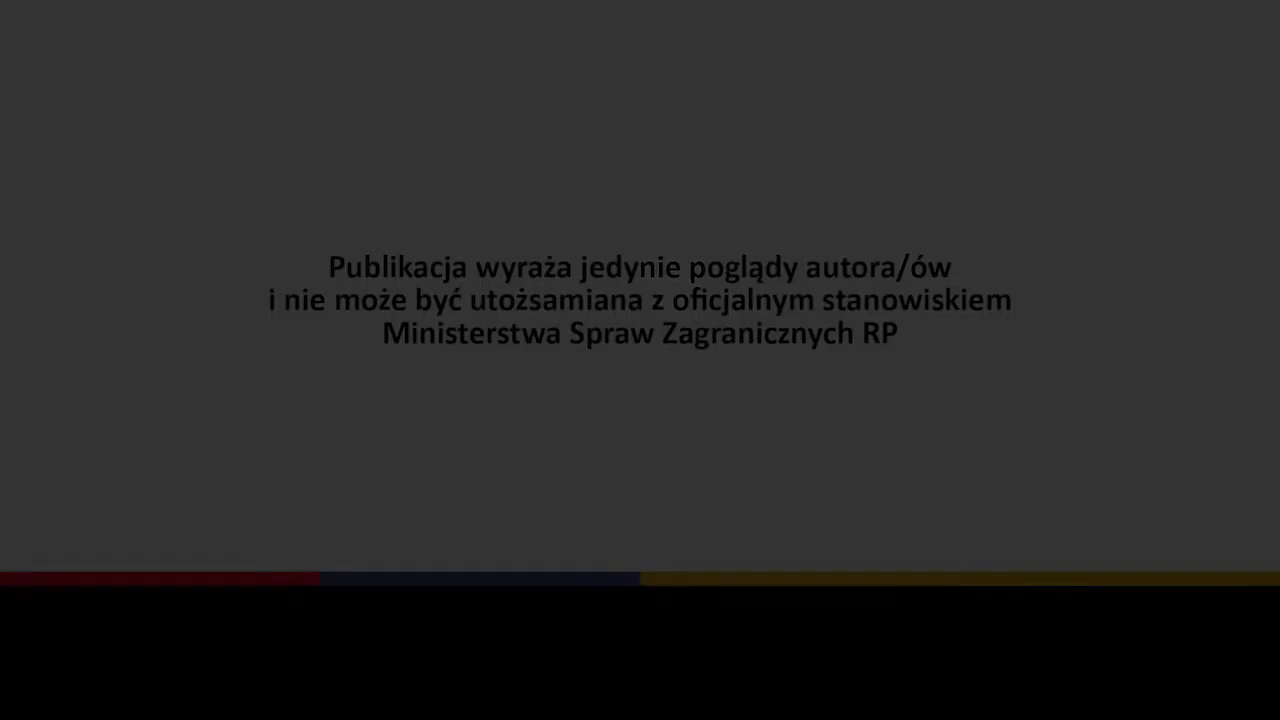 Publikacja wyraża jedynie poglądy autora/ów
i nie może być utożsamiana z oficjalnym stanowiskiem
Ministerstwa Spraw Zagranicznych RP